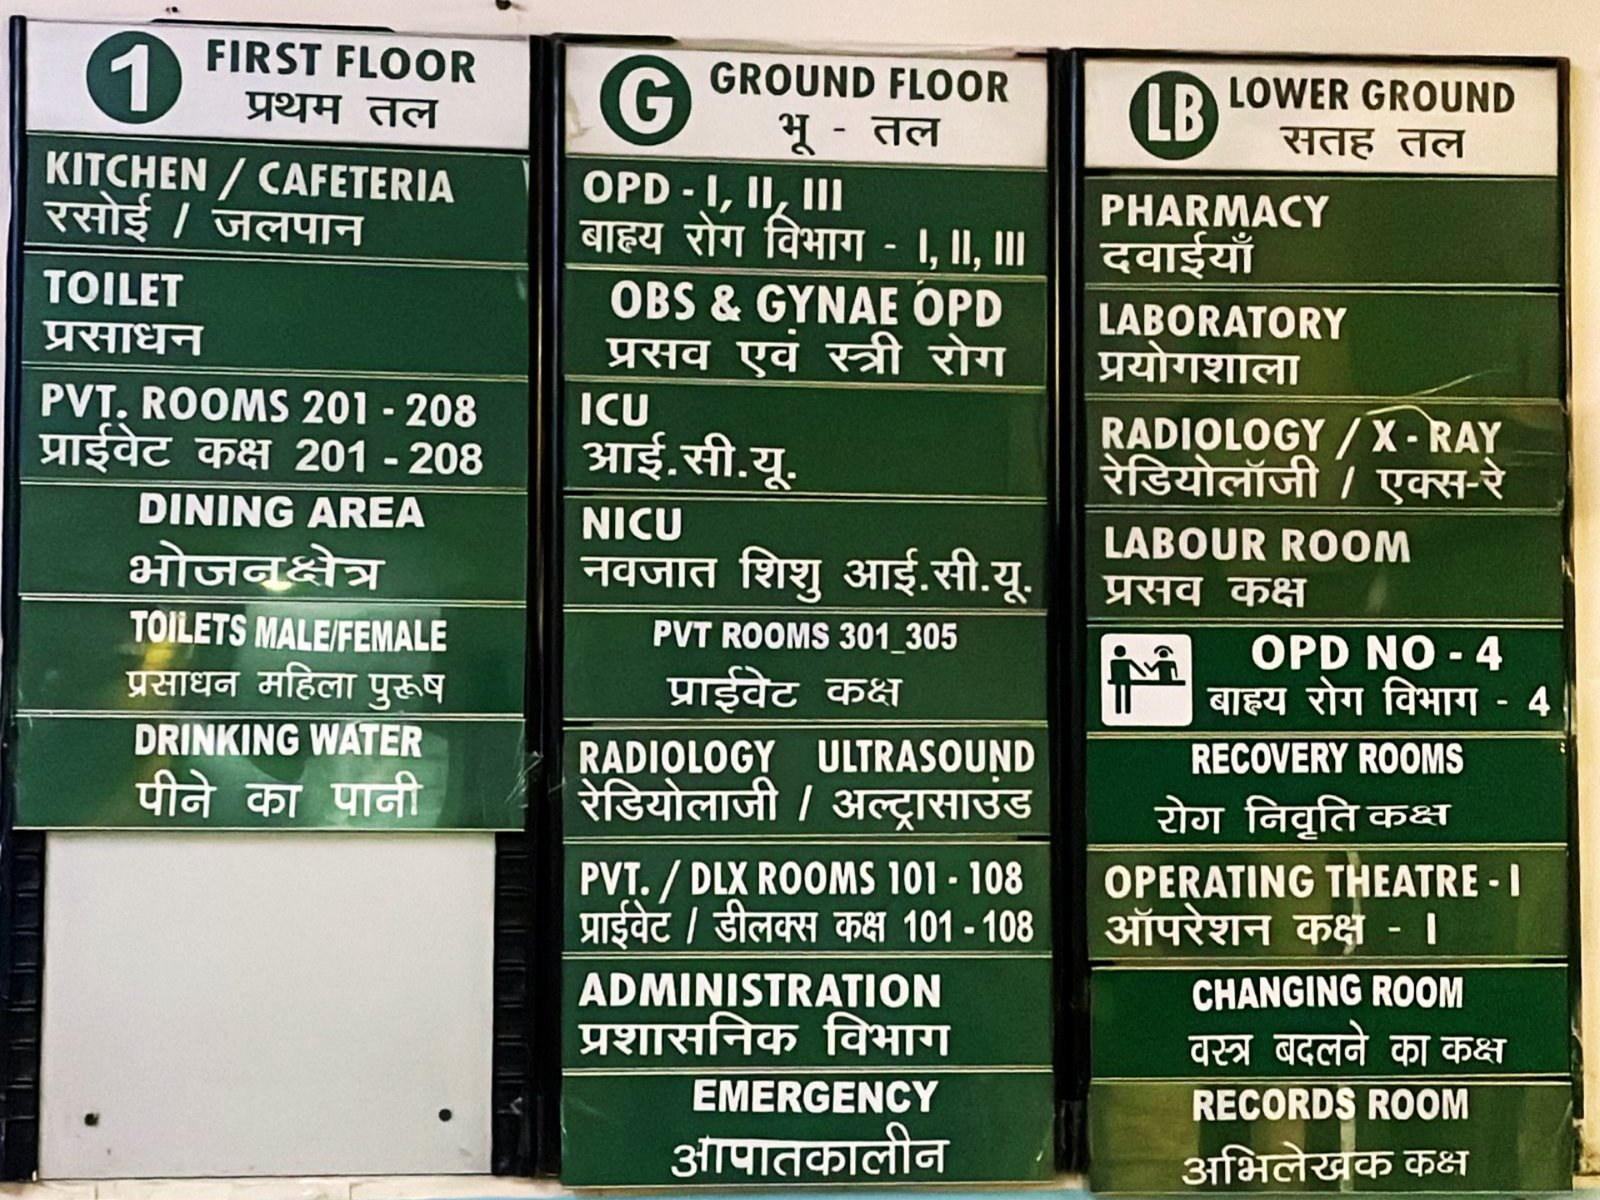 1 FIRST FLOOR
प्रथम तल
KITCHEN / CAFETERIA
रसोई / जलपान
TOILET
प्रसाधन
PVT. ROOMS 201 - 208
प्राईवेट कक्ष 201 - 208
DINING AREA
भोजनक्षेत्र
TOILETS MALE/FEMALE
प्रसाधन महिला पुरूष
DRINKING WATER
पीने का पानी
G GROUND FLOOR
भू - तल
OPD - I, II, III
बाह्य रोग विभाग - I, II, III
OBS & GYNAE OPD
प्रसव एवं स्त्री रोग
ICU
आई.सी.यू.
NICU
नवजात शिशु आई.सी.यू.
PVT ROOMS 301_305
प्राईवेट कक्ष
RADIOLOGY ULTRASOUND
रेडियोलाजी / अल्ट्रासाउंड
PVT. / DLX ROOMS 101 - 108
प्राईवेट / डीलक्स कक्ष 101 - 108
ADMINISTRATION
प्रशासनिक विभाग
EMERGENCY
आपातकालीन
LB LOWER GROUND
सतह तल
PHARMACY
दवाईयाँ
LABORATORY
प्रयोगशाला
RADIOLOGY / X - RAY
रेडियोलॉजी / एक्स-रे
LABOUR ROOM
प्रसव कक्ष
OPD NO - 4
बाह्य रोग विभाग - 4
RECOVERY ROOMS
रोग निवृति कक्ष
OPERATING THEATRE - I
ऑपरेशन कक्ष - I
CHANGING ROOM
वस्त्र बदलने का कक्ष
RECORDS ROOM
अभिलेखक कक्ष